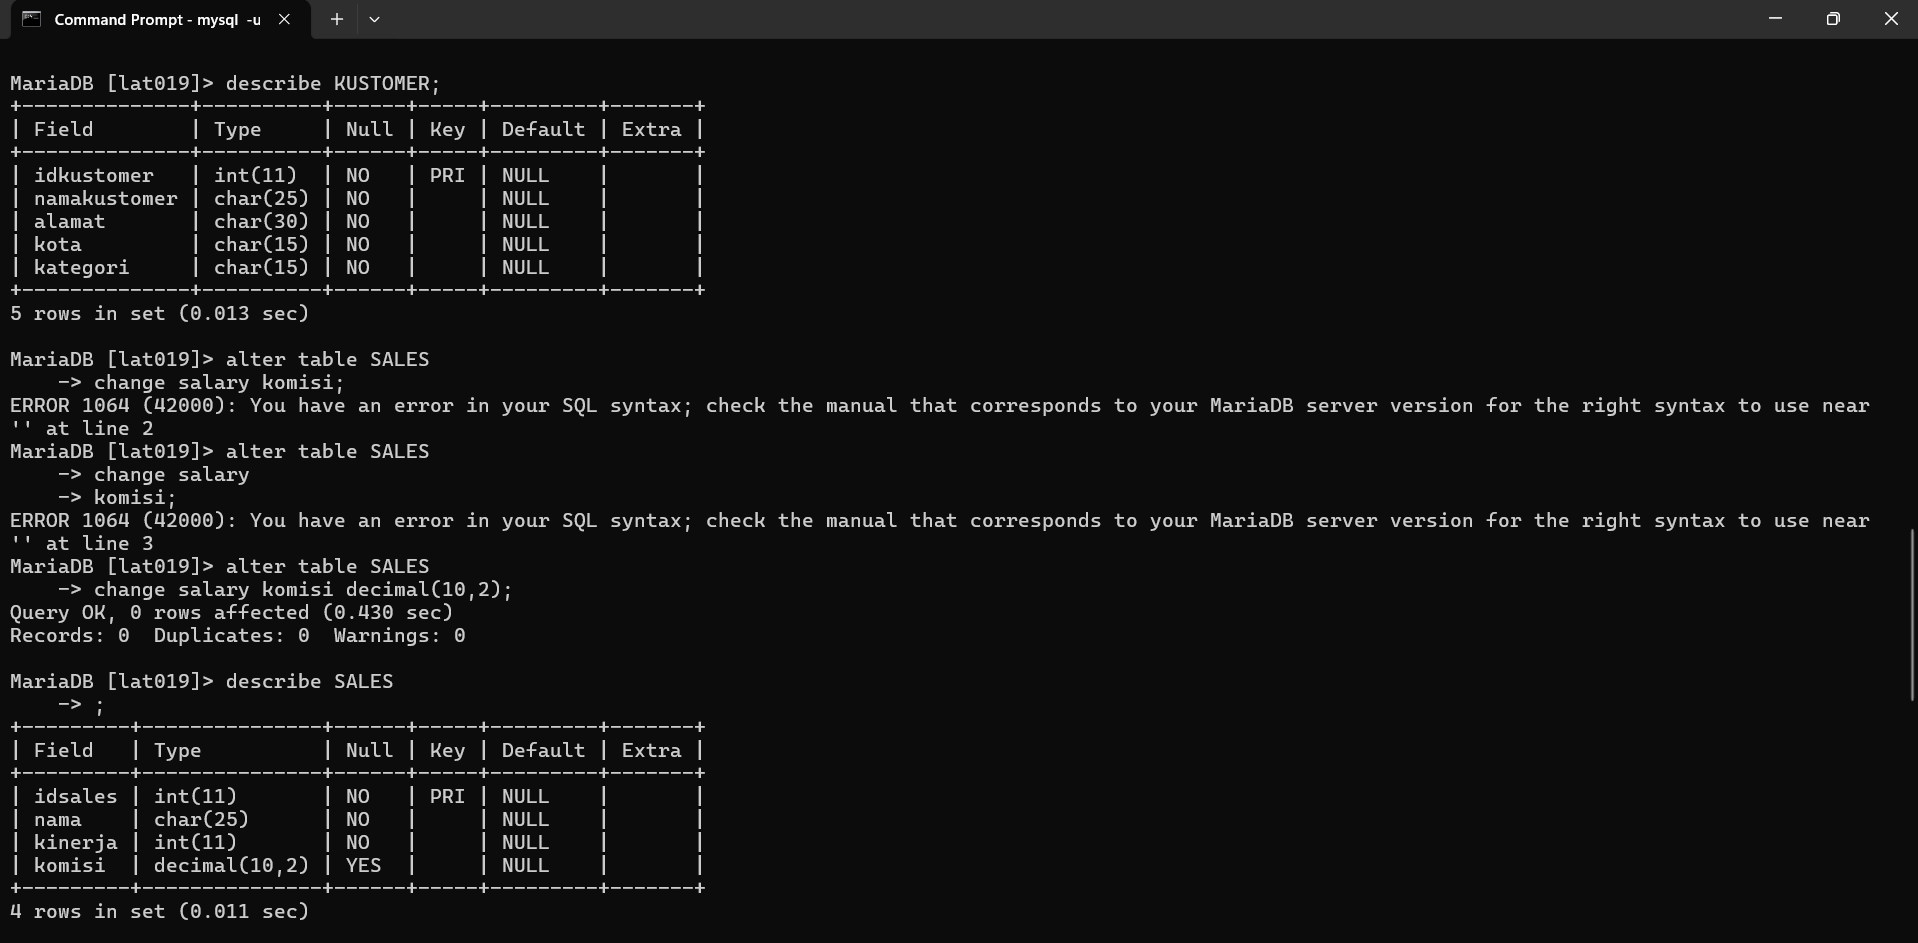 Command Prompt - mysql  -u
MariaDB [lat019]> describe KUSTOMER;
+--------------+----------+------+-----+---------+-------+
| Field        | Type     | Null | Key | Default | Extra |
+--------------+----------+------+-----+---------+-------+
| idkustomer   | int(11)  | NO   | PRI | NULL    |       |
| namakustomer | char(25) | NO   |     | NULL    |       |
| alamat       | char(30) | NO   |     | NULL    |       |
| kota         | char(15) | NO   |     | NULL    |       |
| kategori     | char(15) | NO   |     | NULL    |       |
+--------------+----------+------+-----+---------+-------+
5 rows in set (0.013 sec)
MariaDB [lat019]> alter table SALES
    -> change salary komisi;
ERROR 1064 (42000): You have an error in your SQL syntax; check the manual that corresponds to your MariaDB server version for the right syntax to use near
'' at line 2
MariaDB [lat019]> alter table SALES
    -> change salary
    -> komisi;
ERROR 1064 (42000): You have an error in your SQL syntax; check the manual that corresponds to your MariaDB server version for the right syntax to use near
'' at line 3
MariaDB [lat019]> alter table SALES
    -> change salary komisi decimal(10,2);
Query OK, 0 rows affected (0.430 sec)
Records: 0  Duplicates: 0  Warnings: 0
MariaDB [lat019]> describe SALES
    -> ;
+---------+---------------+------+-----+---------+-------+
| Field   | Type          | Null | Key | Default | Extra |
+---------+---------------+------+-----+---------+-------+
| idsales | int(11)       | NO   | PRI | NULL    |       |
| nama    | char(25)      | NO   |     | NULL    |       |
| kinerja | int(11)       | NO   |     | NULL    |       |
| komisi  | decimal(10,2) | YES  |     | NULL    |       |
+---------+---------------+------+-----+---------+-------+
4 rows in set (0.011 sec)